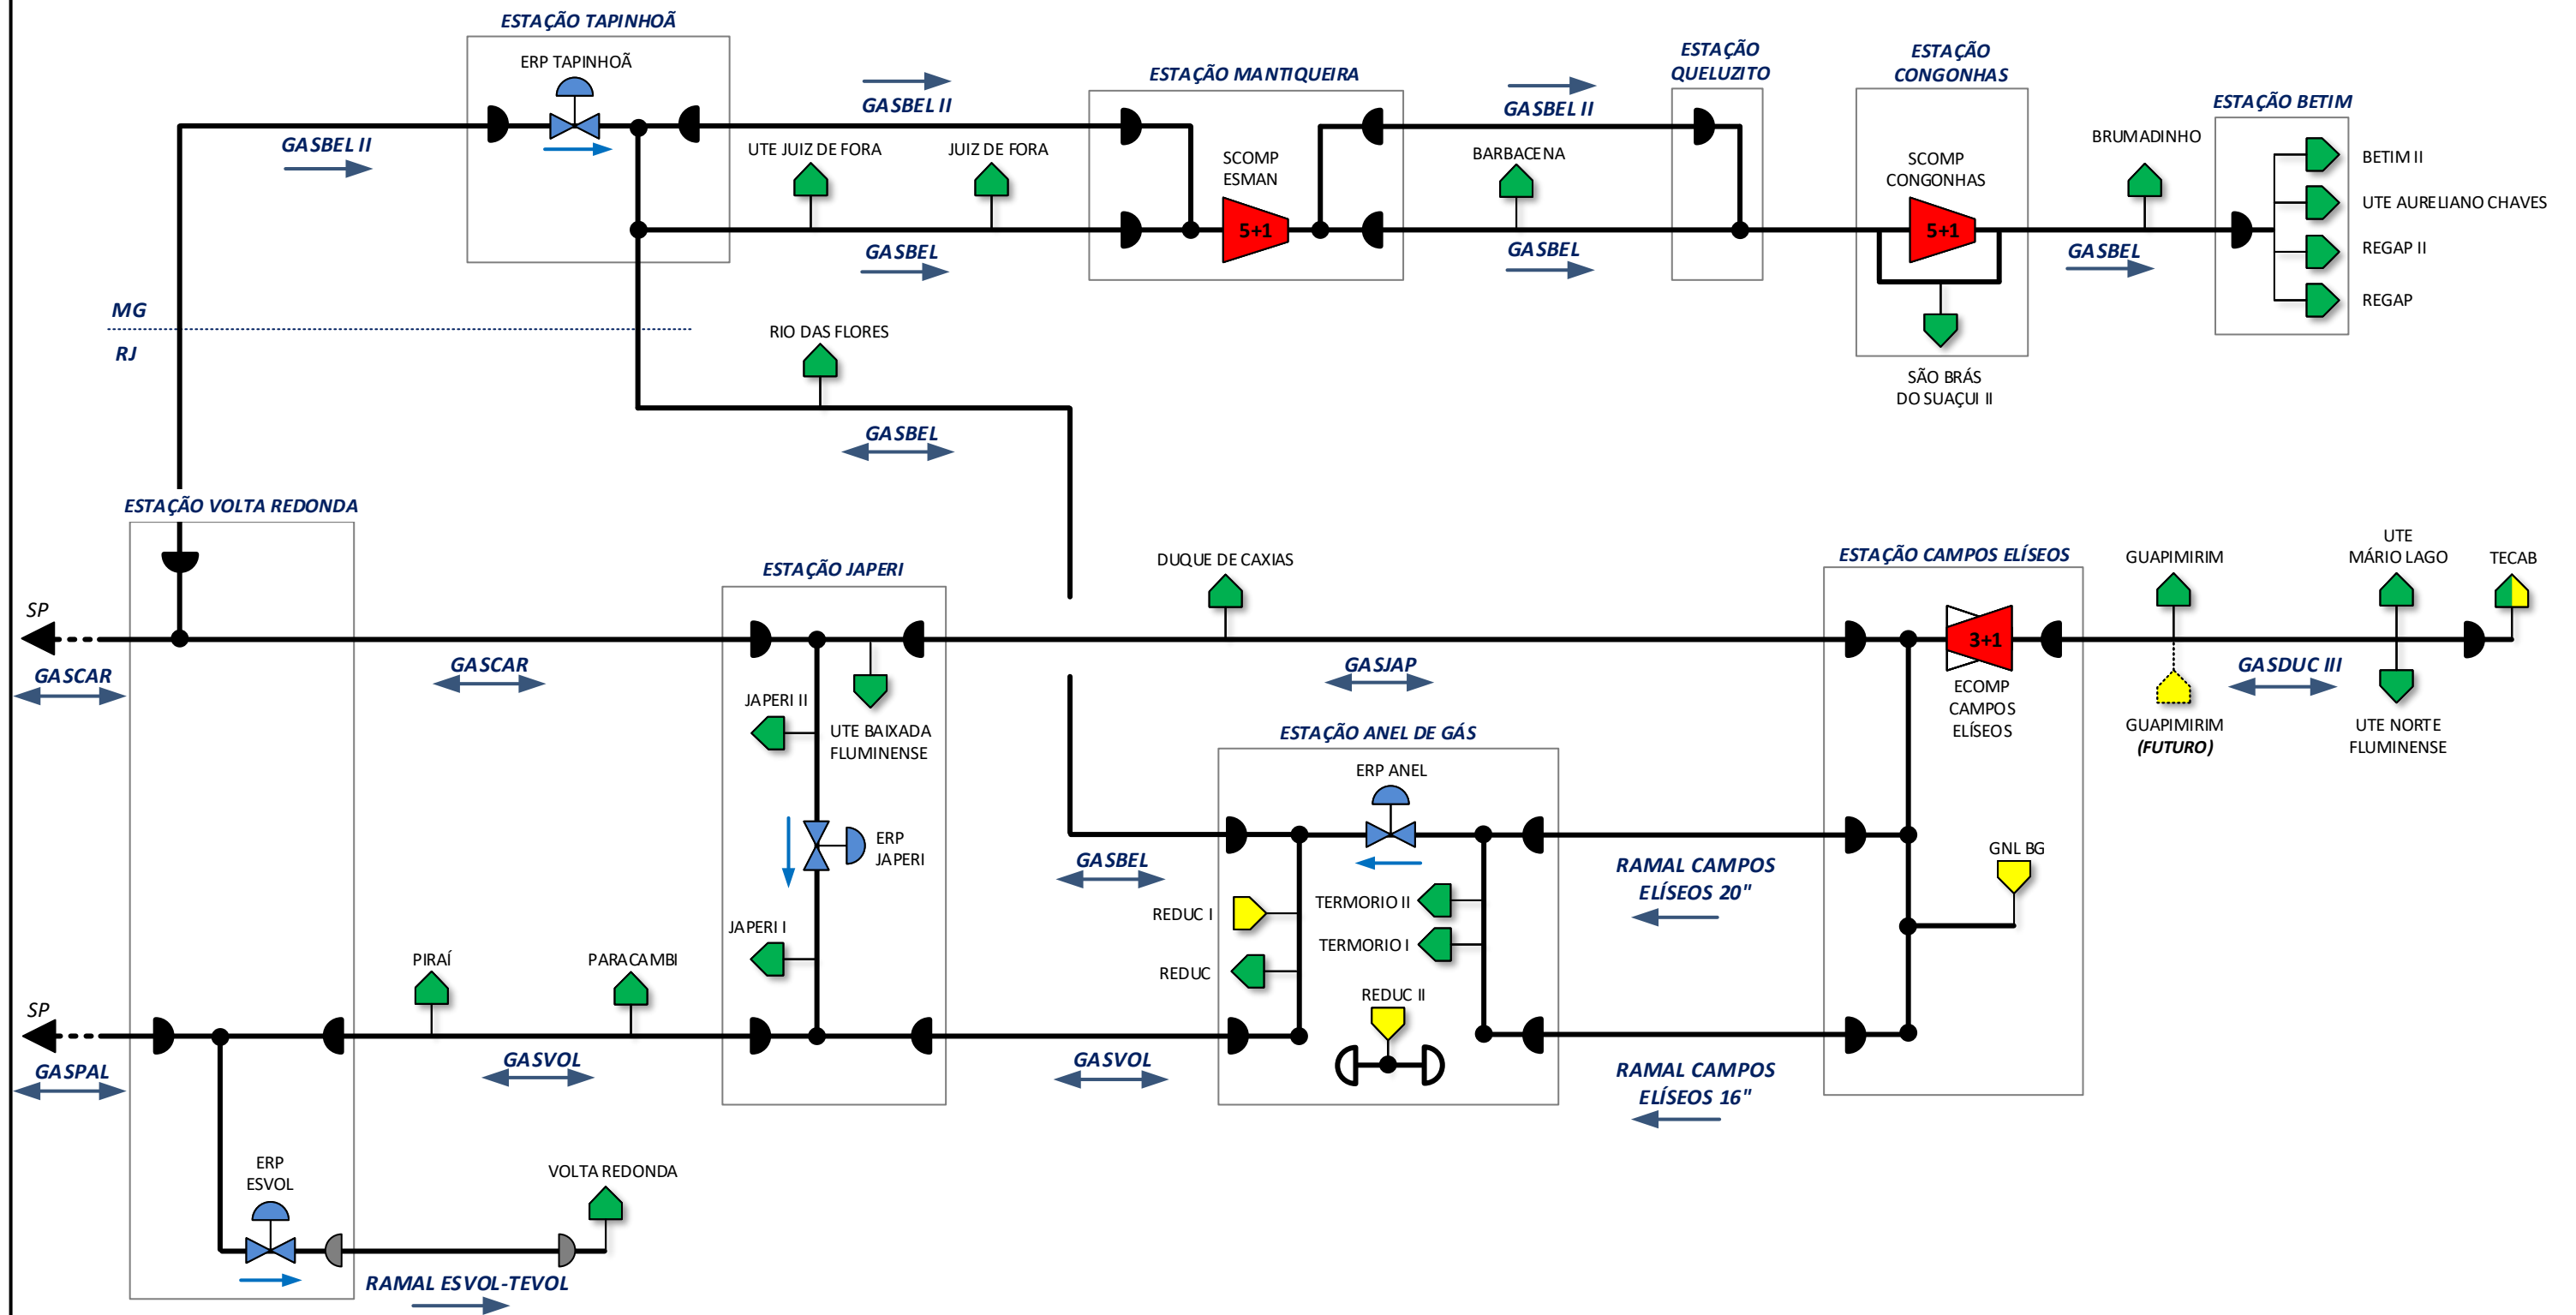 ESTAÇÃO TAPINHOÃ
ERP TAPINHOÃ
GASBEL II
GASBEL II
UTE JUIZ DE FORA
JUIZ DE FORA
GASBEL
ESTAÇÃO MANTIQUEIRA
SCOMP
ESMAN
5+1
GASBEL II
BARBACENA
GASBEL
ESTAÇÃO
QUELUZITO
ESTAÇÃO
CONGONHAS
SCOMP
CONGONHAS
5+1
SÃO BRÁS
DO SUAÇUI II
BRUMADINHO
GASBEL
ESTAÇÃO BETIM
BETIM II
UTE AURELIANO CHAVES
REGAP II
REGAP
MG
RJ
RIO DAS FLORES
GASBEL
ESTAÇÃO VOLTA REDONDA
SP
GASCAR
GASCAR
ESTAÇÃO JAPERI
JAPERI II
UTE BAIXADA
FLUMINENSE
ERP
JAPERI
JAPERI I
DUQUE DE CAXIAS
GASJAP
ESTAÇÃO CAMPOS ELÍSEOS
3+1
ECOMP
CAMPOS
ELÍSEOS
GNL BG
GUAPIMIRIM
GUAPIMIRIM
(FUTURO)
GASDUC III
UTE
MÁRIO LAGO
UTE NORTE
FLUMINENSE
TECAB
ESTAÇÃO ANEL DE GÁS
ERP ANEL
GASBEL
REDUC I
REDUC
TERMORIO II
TERMORIO I
REDUC II
RAMAL CAMPOS
ELÍSEOS 20"
RAMAL CAMPOS
ELÍSEOS 16"
SP
GASPAL
PIRAÍ
PARACAMBI
GASVOL
GASVOL
ERP
ESVOL
VOLTA REDONDA
RAMAL ESVOL-TEVOL